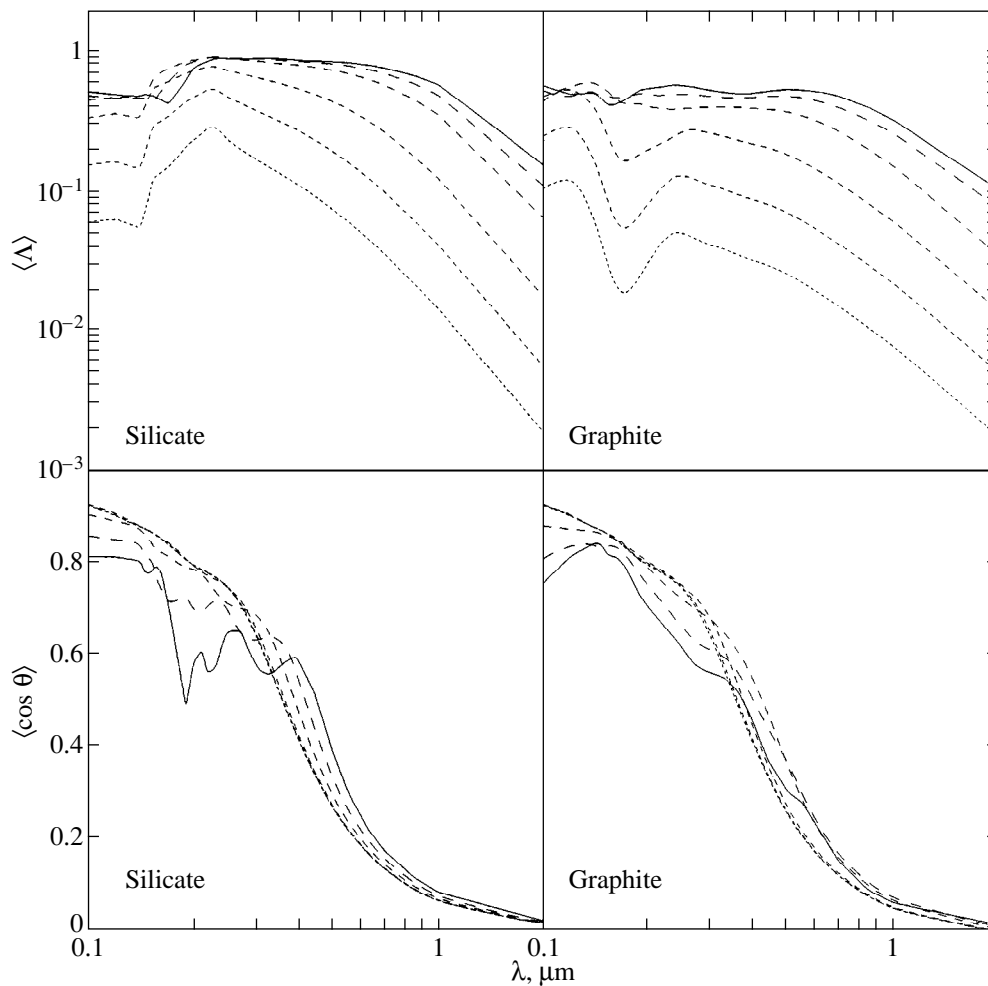 1
10⁻¹
⟨Λ⟩
10⁻²
Silicate
Graphite
10⁻³
0.8
0.6
⟨cos θ⟩
0.4
0.2
Silicate
Graphite
0
0.1
1
0.1
1
λ, μm